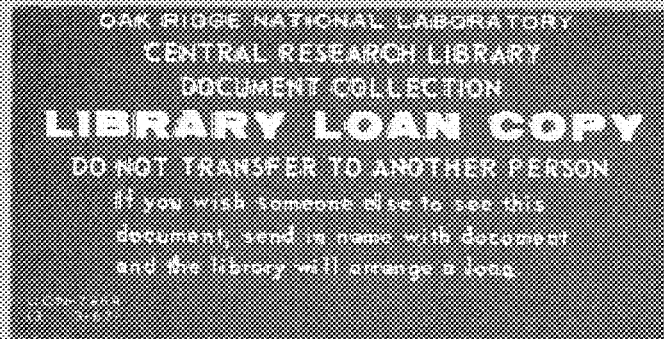 OAK RIDGE NATIONAL LABORATORY
CENTRAL RESEARCH LIBRARY
DOCUMENT COLLECTION
LIBRARY LOAN COPY
DO NOT TRANSFER TO ANOTHER PERSON
If you wish someone else to see this
document, send in name with document
and the library will arrange a loan.